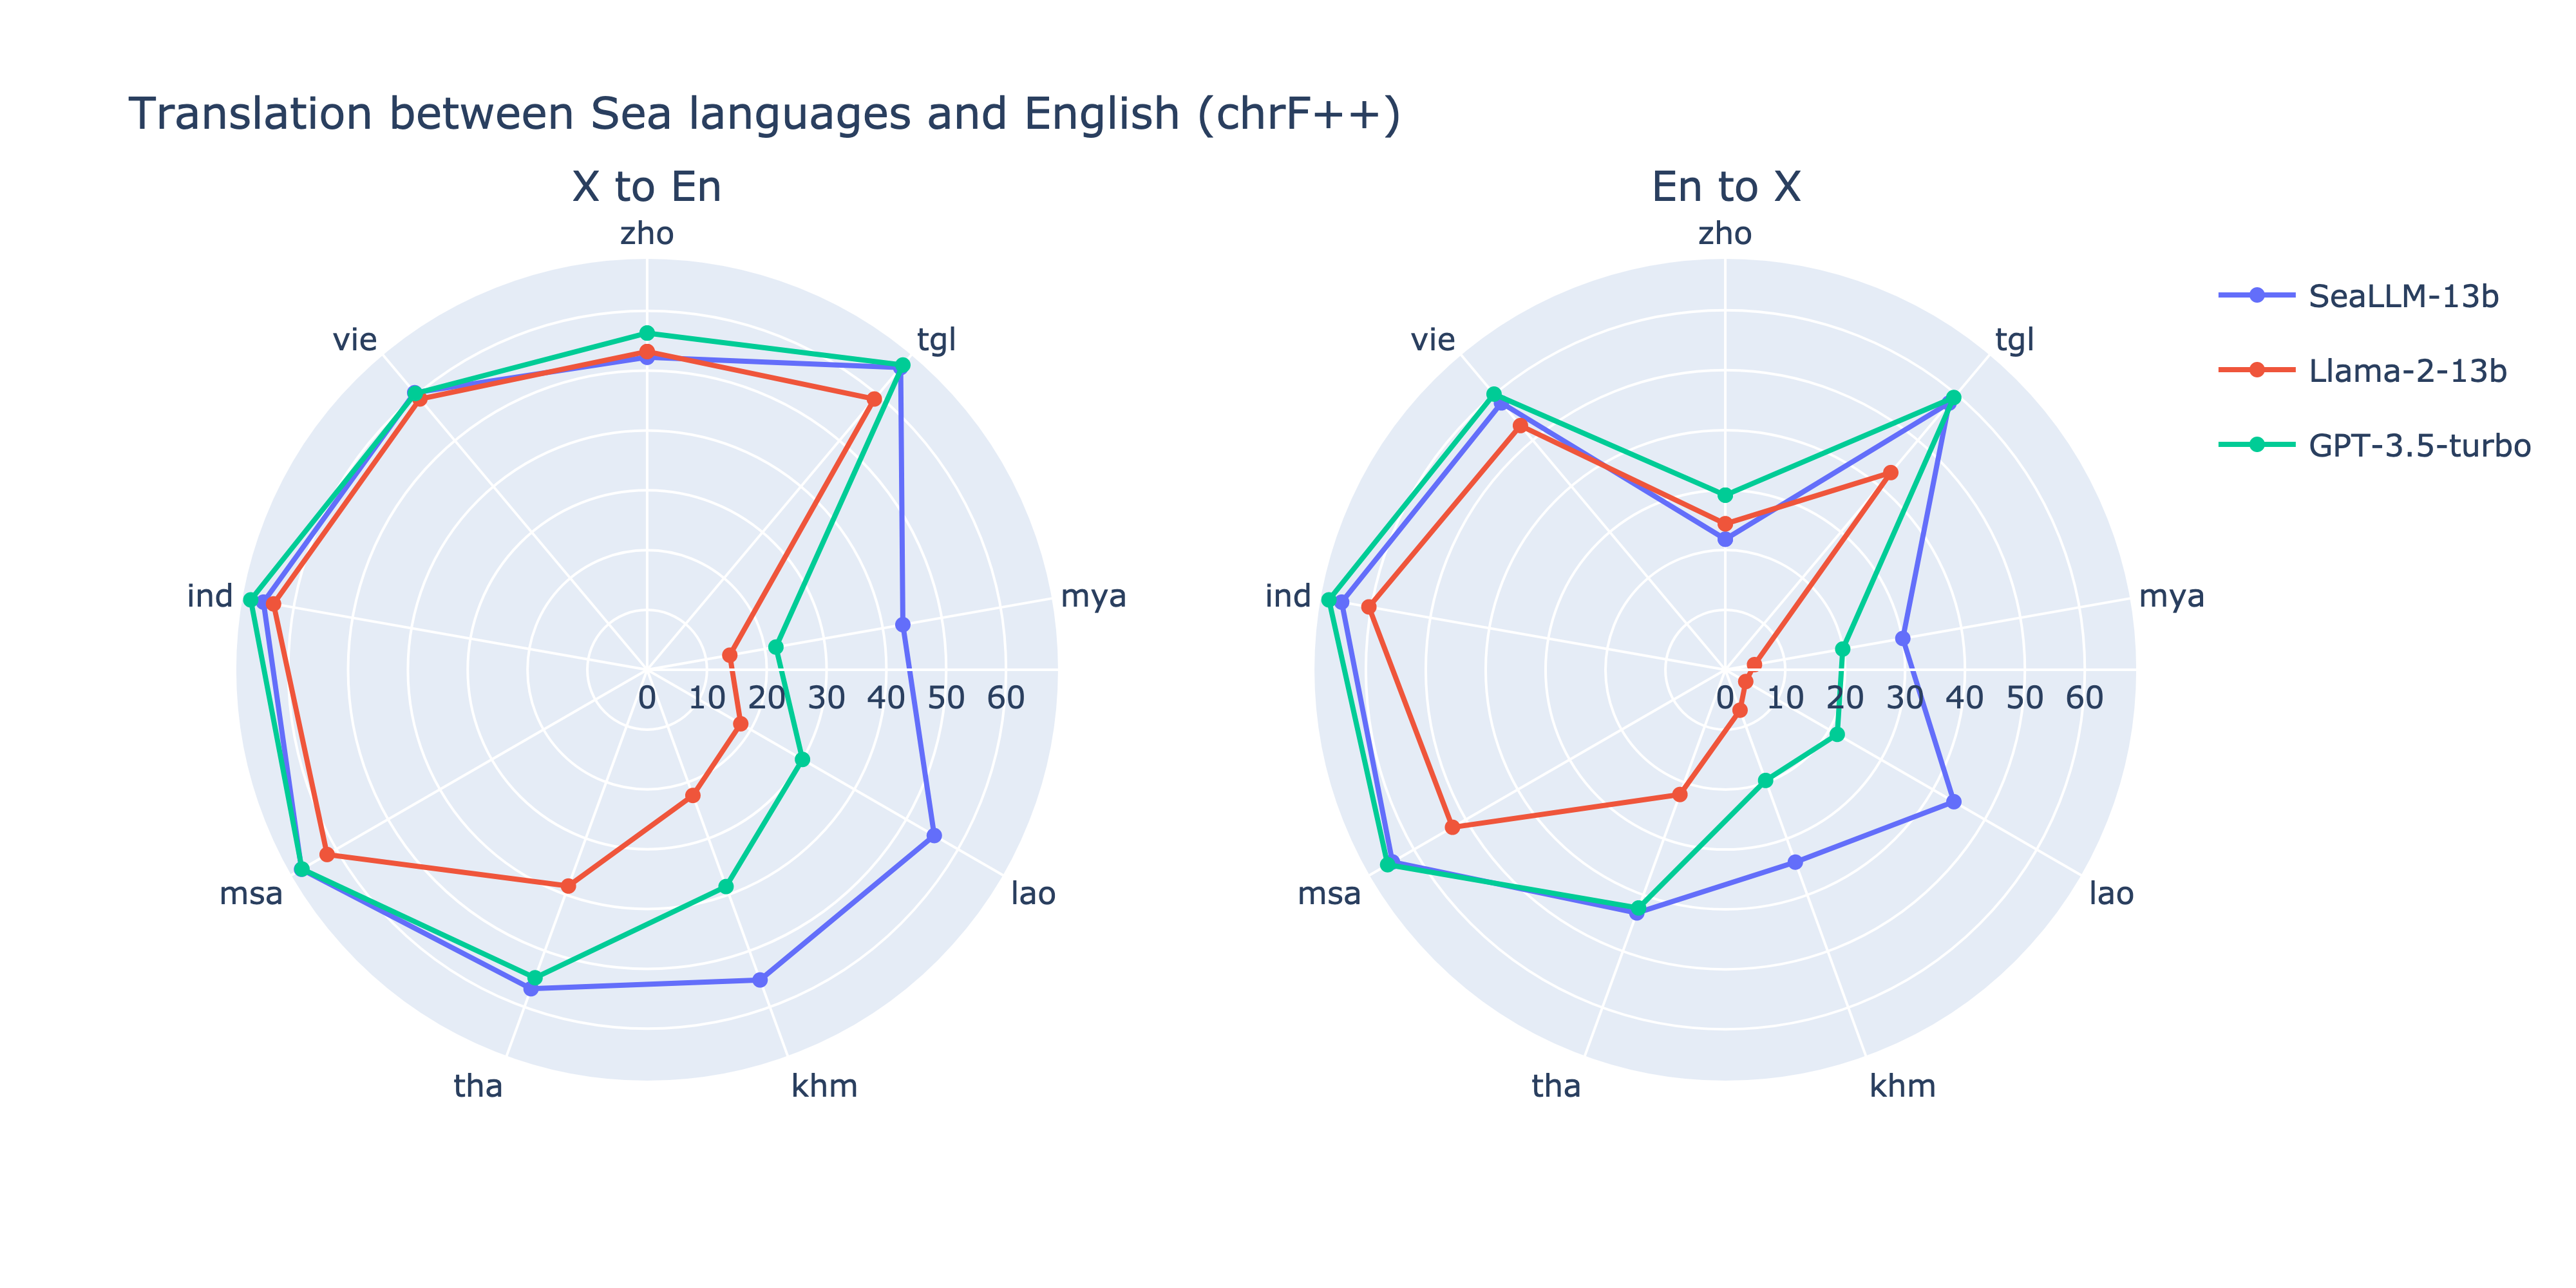 Translation between Sea languages and English (chrF++)
X to En
zho
vie
tgl
ind
mya
0 10 20 30 40 50 60
msa
lao
tha
khm
En to X
zho
vie
tgl
ind
mya
0 10 20 30 40 50 60
msa
lao
tha
khm
SeaLLM-13b
Llama-2-13b
GPT-3.5-turbo